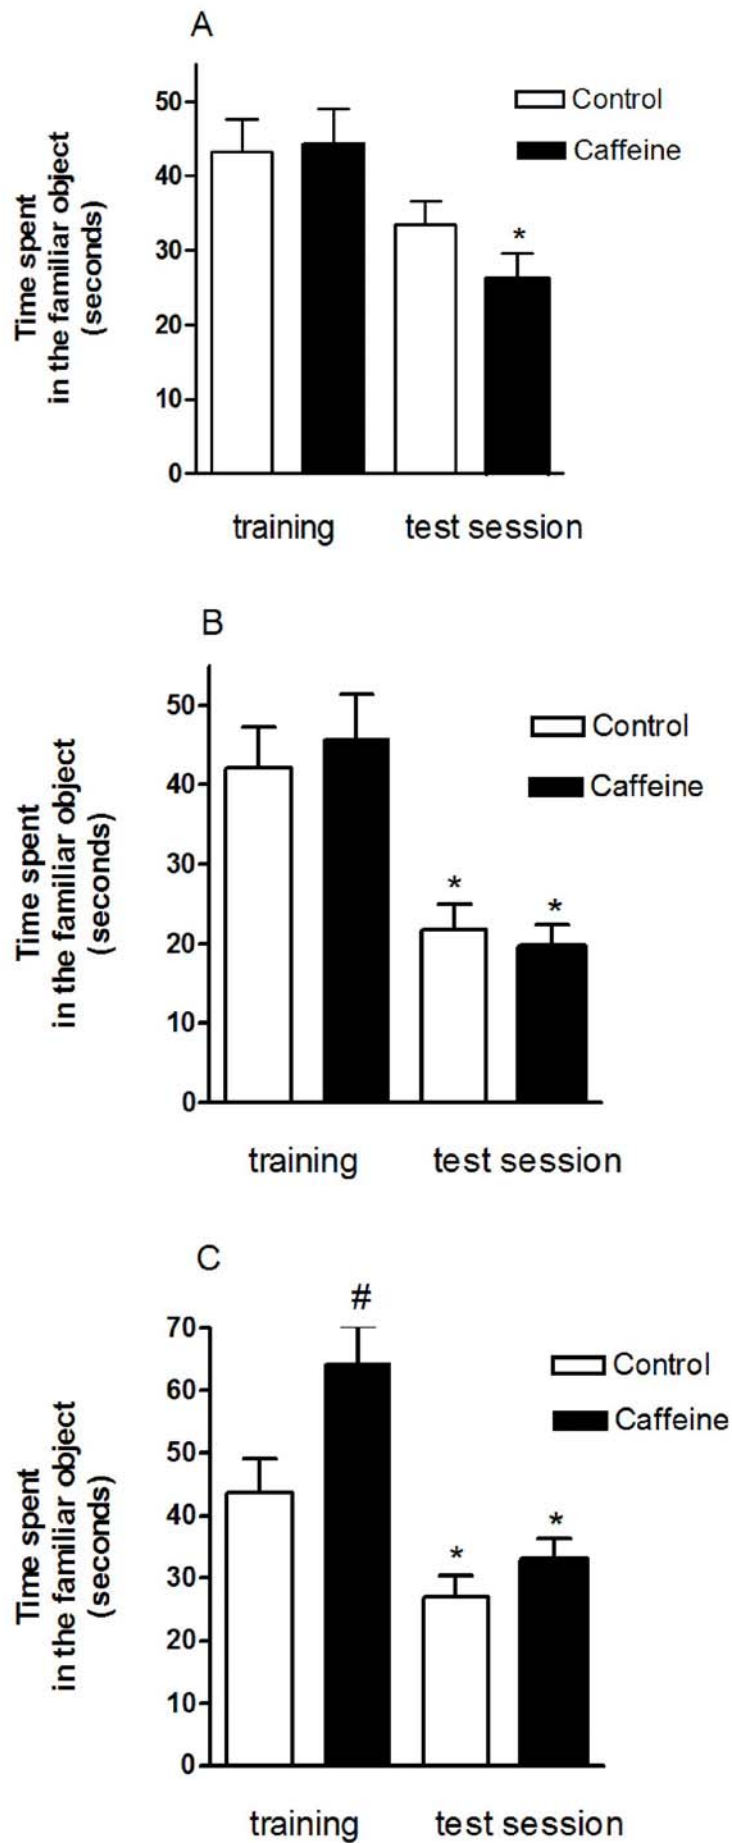 A
Time spent
in the familiar object
(seconds)
50
40
30
20
10
0
Control
Caffeine
*
training
test session
B
Time spent
in the familiar object
(seconds)
50
40
30
20
10
0
Control
Caffeine
*
*
training
test session
C
Time spent
in the familiar object
(seconds)
70
60
50
40
30
20
10
0
#
Control
Caffeine
*
*
training
test session